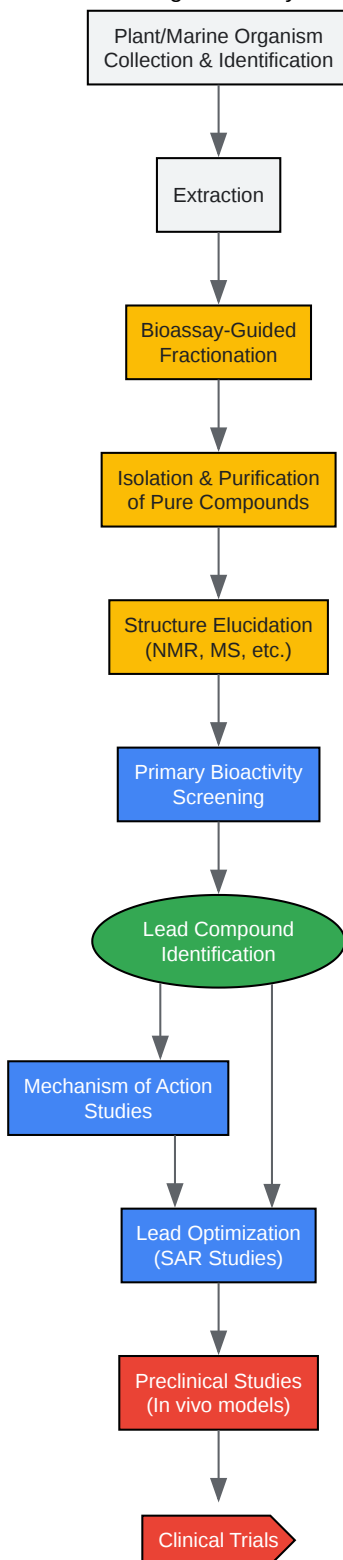 Plant/Marine Organism
Collection & Identification
Extraction
Bioassay-Guided
Fractionation
Isolation & Purification
of Pure Compounds
Structure Elucidation
(NMR, MS, etc.)
Primary Bioactivity
Screening
Lead Compound
Identification
Mechanism of Action
Studies
Lead Optimization
(SAR Studies)
Preclinical Studies
(In vivo models)
Clinical Trials